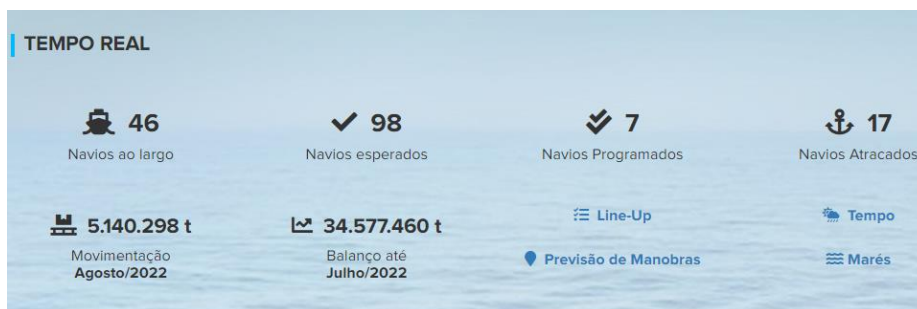 TEMPO REAL
46
Navios ao largo
98
Navios esperados
7
Navios Programados
17
Navios Atracados
5.140.298 t
Movimentação
Agosto/2022
34.577.460 t
Balanço até
Julho/2022
Line-Up
Previsão de Manobras
Tempo
Marés